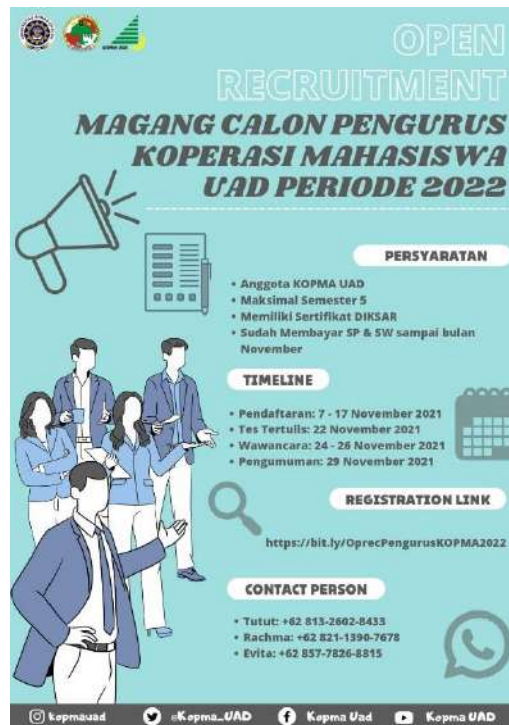 KOPMA UAD
OPEN
RECRUITMENT
MAGANG CALON PENGURUS
KOPERASI MAHASISWA
UAD PERIODE 2022
PERSYARATAN
• Anggota KOPMA UAD
• Maksimal Semester 5
• Memiliki Sertifikat DIKSAR
• Sudah Membayar SP & SW sampai bulan
November
TIMELINE
• Pendaftaran: 7 - 17 November 2021
• Tes Tertulis: 22 November 2021
• Wawancara: 24 - 26 November 2021
• Pengumuman: 29 November 2021
REGISTRATION LINK
https://bit.ly/OprecPengurusKOPMA2022
CONTACT PERSON
• Tutut: +62 813-2602-8433
• Rachma: +62 821-1390-7678
• Evita: +62 857-7826-8815
kopmauad @Kopma_UAD Kopma Uad Kopma UAD